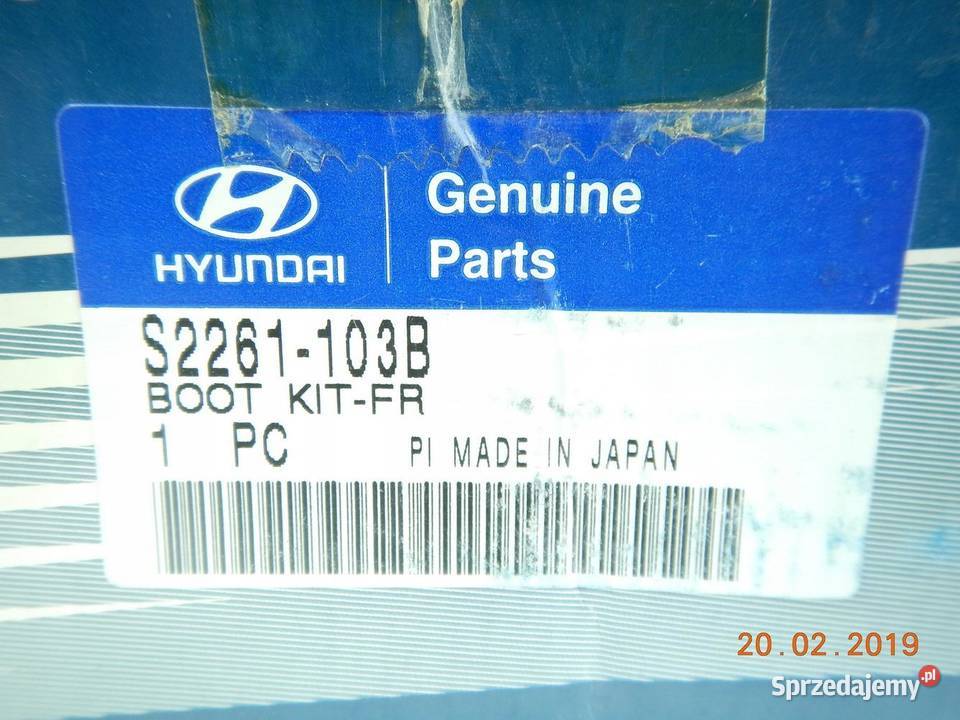 Genuine
Parts
HYUNDAI
S2261-103B
BOOT KIT-FR
1 PC PI MADE IN JAPAN
20.02.2019
Sprzedajemy.pl